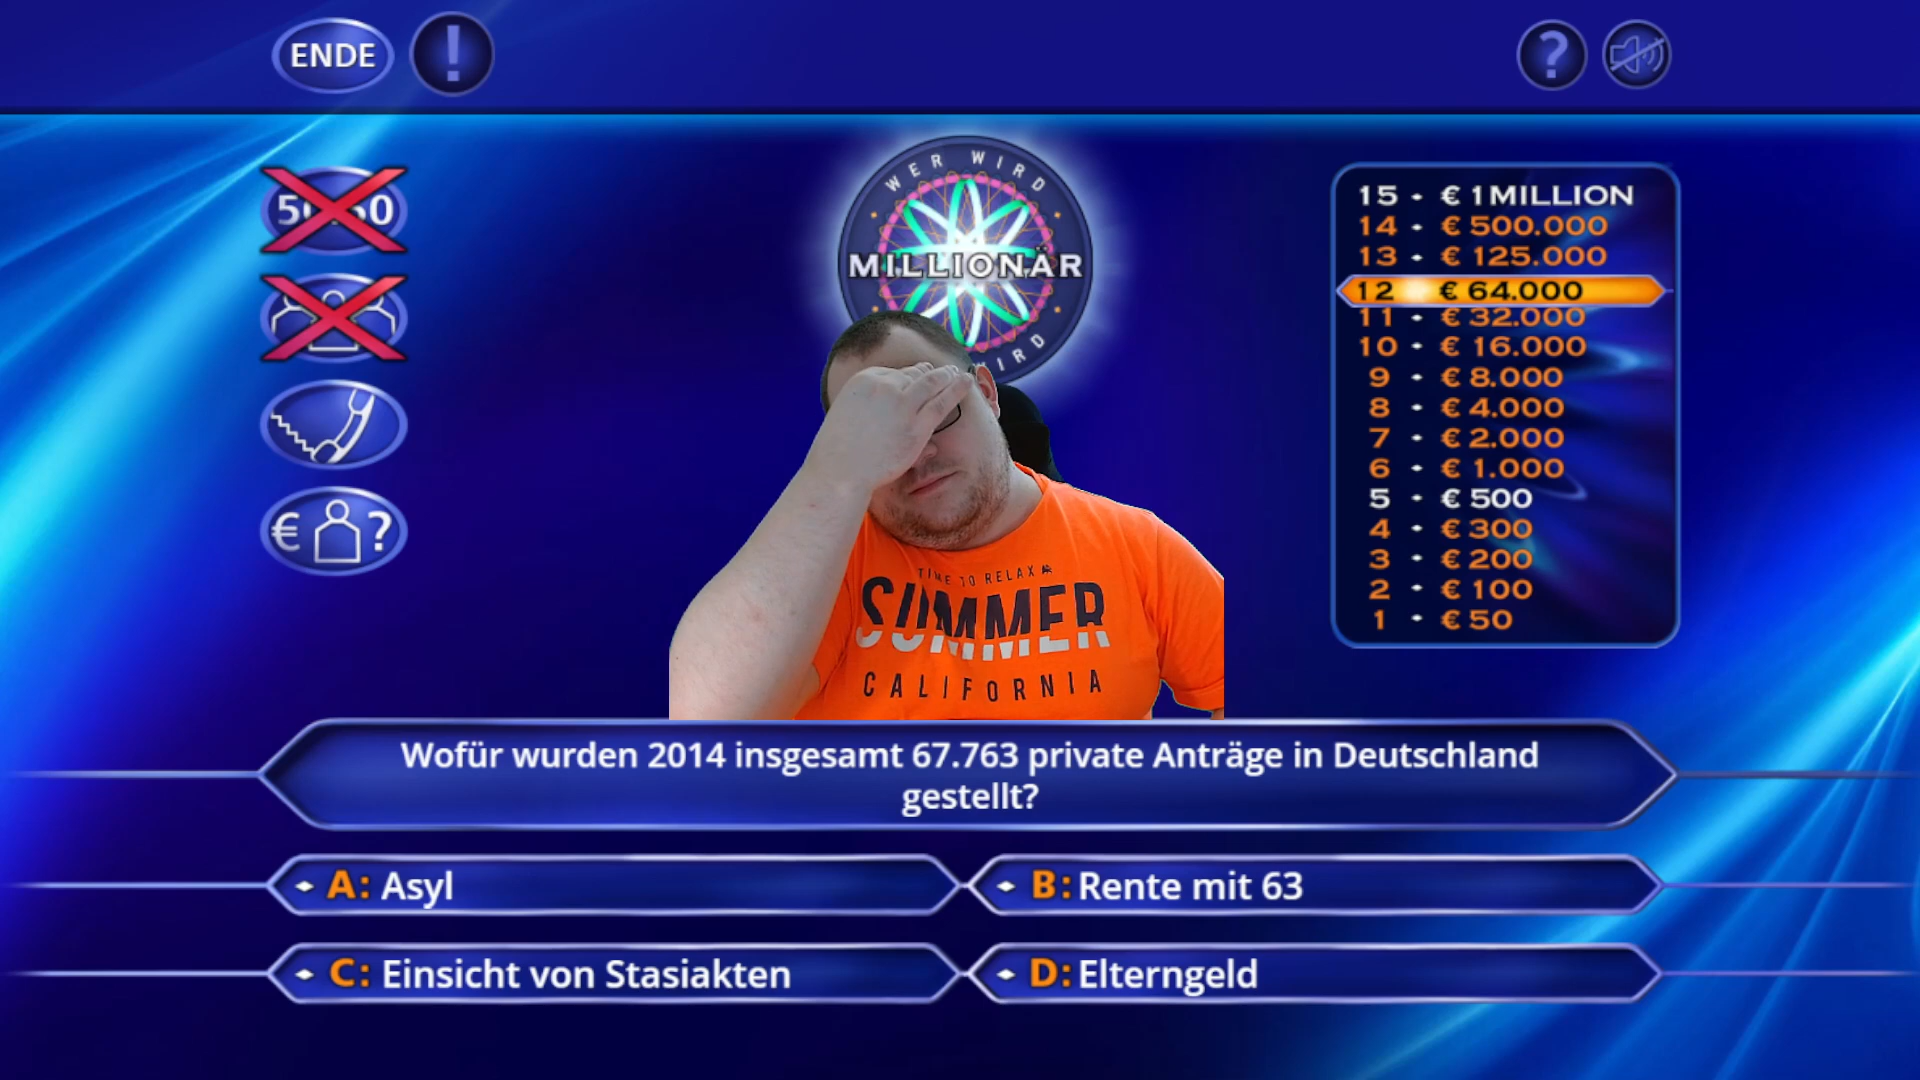 ENDE
!
?
50:50
WER WIRD
MILLIONÄR
WIRD
€ ?
15 · € 1 MILLION
14 · € 500.000
13 · € 125.000
12 € 64.000
11 · € 32.000
10 · € 16.000
9 · € 8.000
8 · € 4.000
7 · € 2.000
6 · € 1.000
5 · € 500
4 · € 300
3 · € 200
2 · € 100
1 · € 50
TIME TO RELAX
SUMMER
CALIFORNIA
Wofür wurden 2014 insgesamt 67.763 private Anträge in Deutschland
gestellt?
A: Asyl
B: Rente mit 63
C: Einsicht von Stasiakten
D: Elterngeld